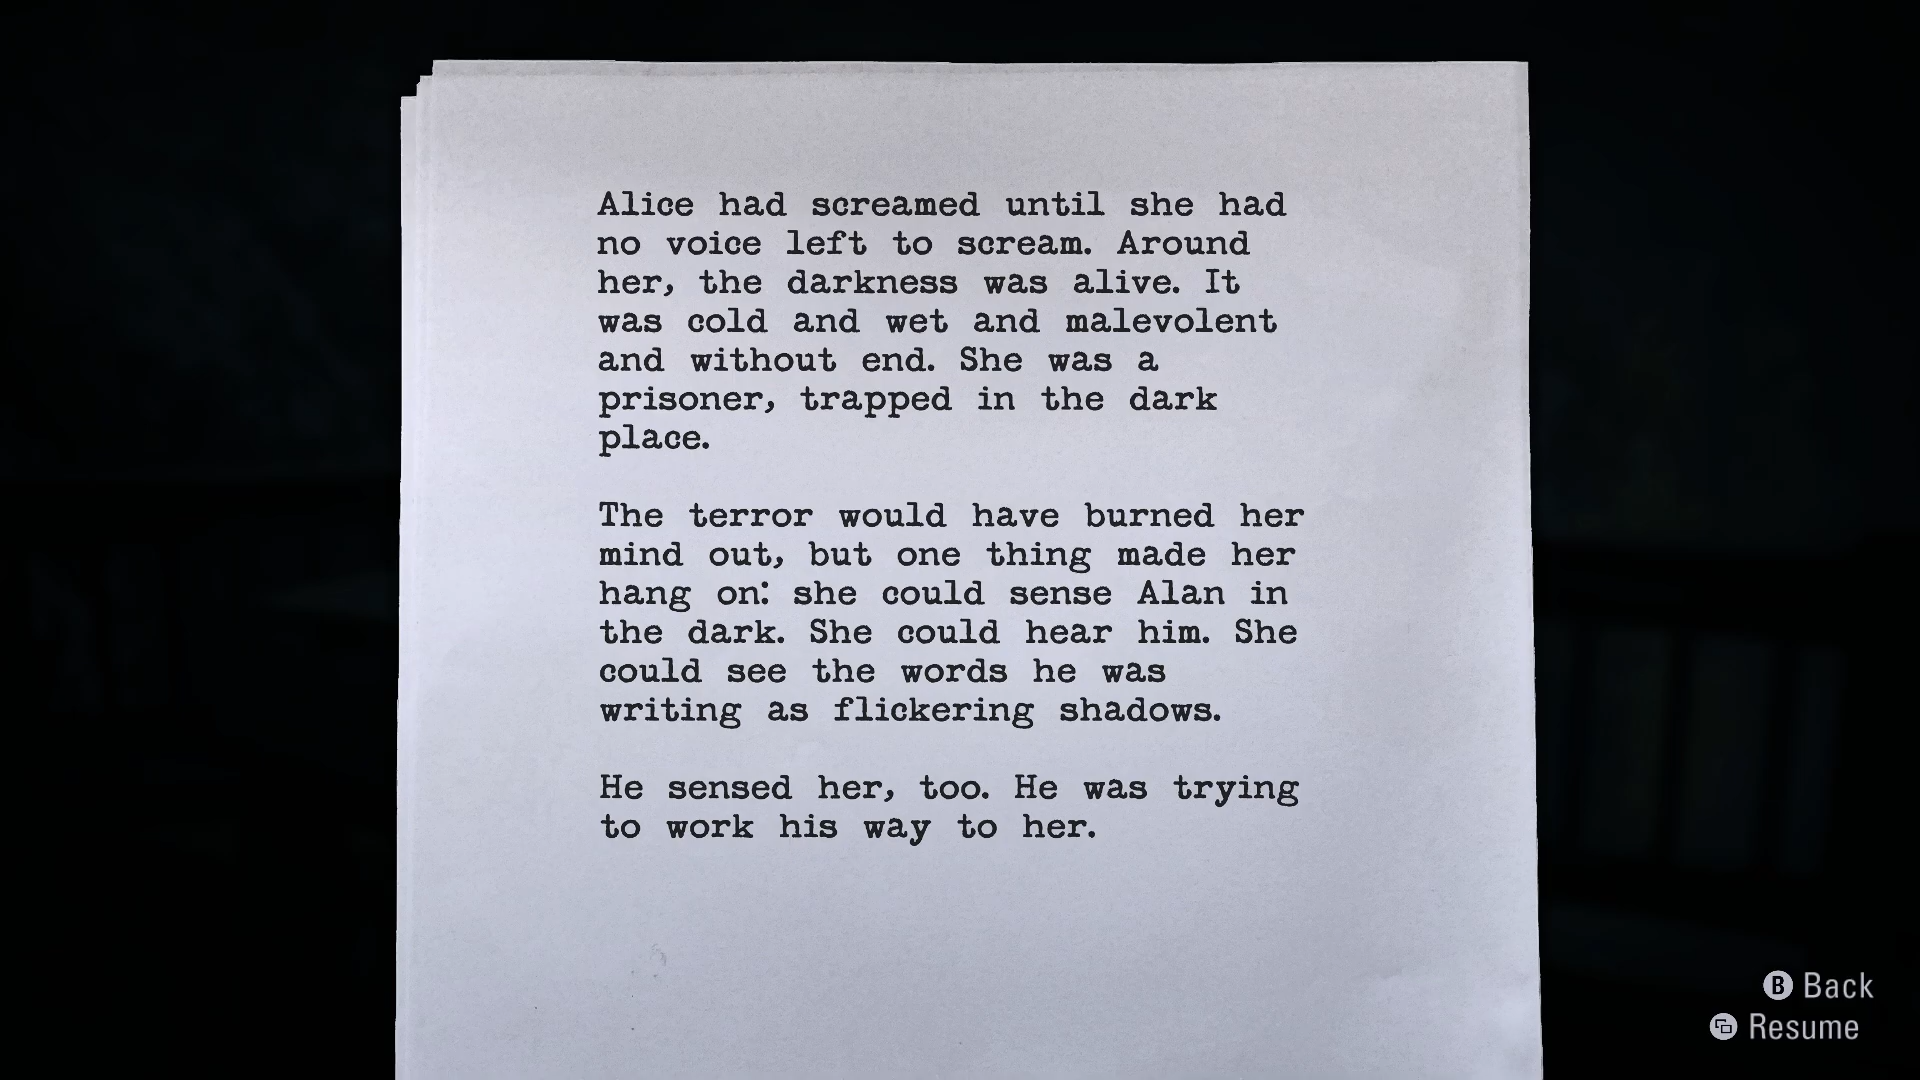 Alice had screamed until she had
no voice left to scream. Around
her, the darkness was alive. It
was cold and wet and malevolent
and without end. She was a
prisoner, trapped in the dark
place.
The terror would have burned her
mind out, but one thing made her
hang on: she could sense Alan in
the dark. She could hear him. She
could see the words he was
writing as flickering shadows.
He sensed her, too. He was trying
to work his way to her.
B Back
Resume